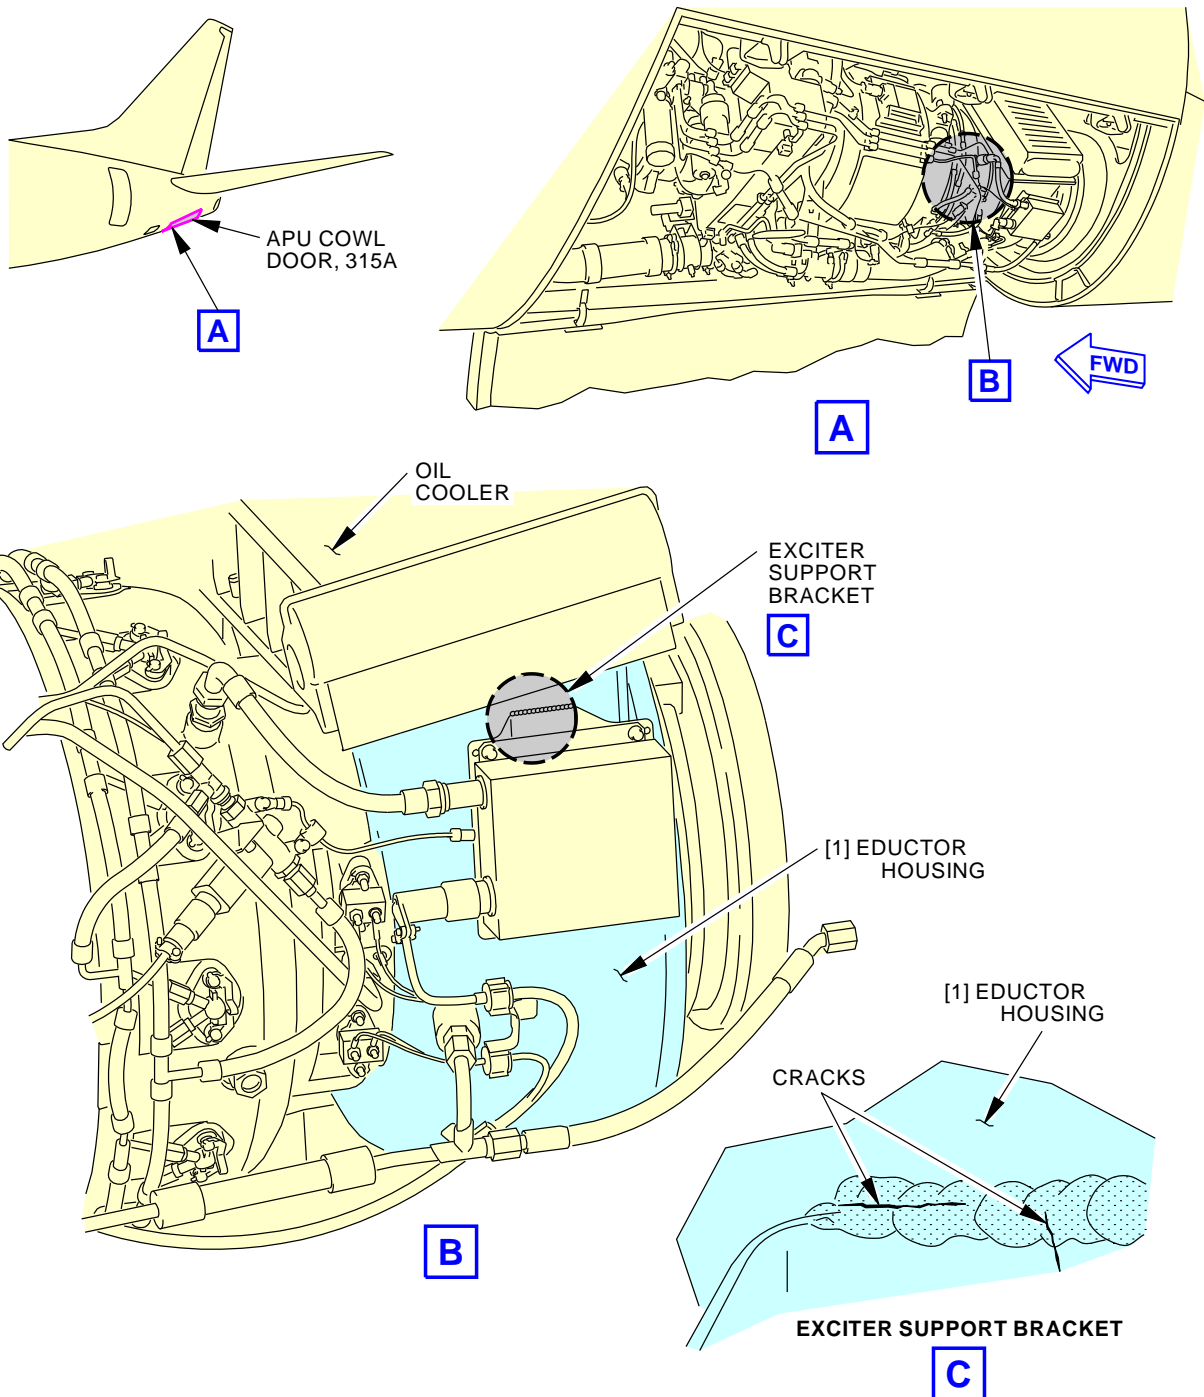 APU COWL
DOOR, 315A
A
B
FWD
A
OIL
COOLER
EXCITER
SUPPORT
BRACKET
C
[1] EDUCTOR
HOUSING
B
[1] EDUCTOR
HOUSING
CRACKS
EXCITER SUPPORT BRACKET
C